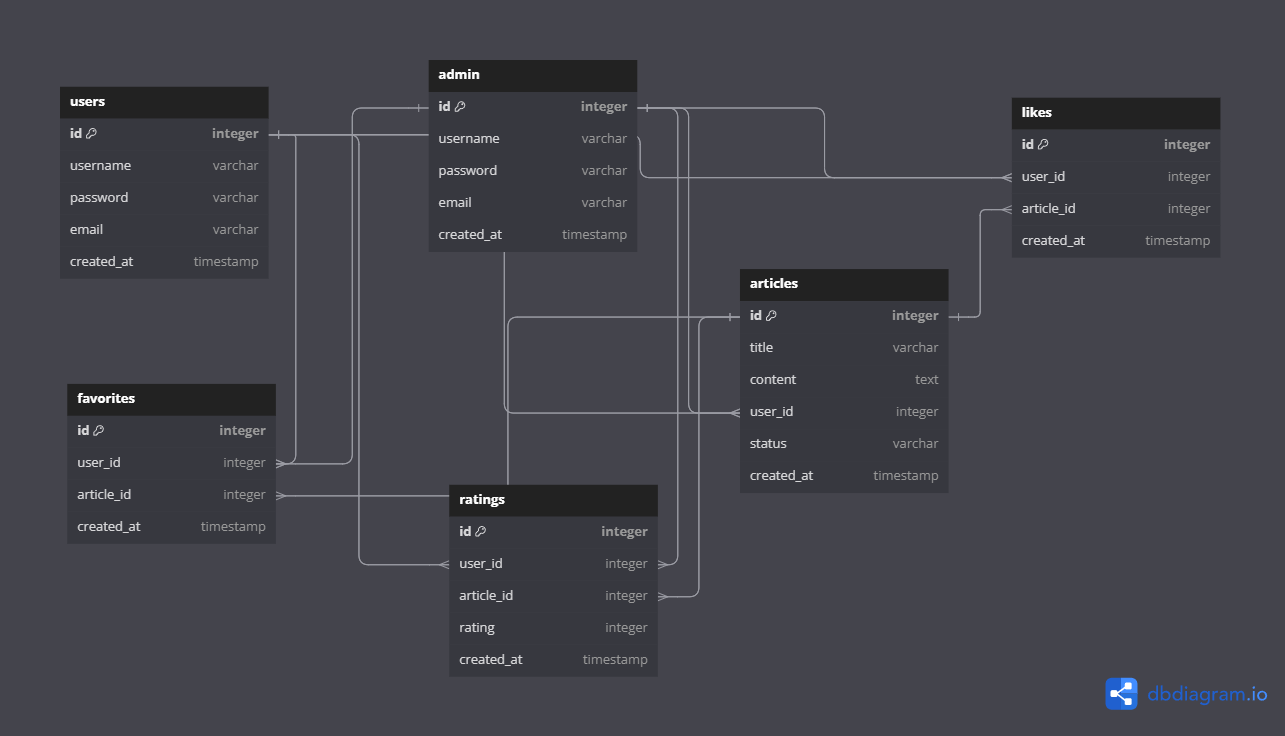 users
id integer
username varchar
password varchar
email varchar
created_at timestamp
admin
id integer
username varchar
password varchar
email varchar
created_at timestamp
likes
id integer
user_id integer
article_id integer
created_at timestamp
articles
id integer
title varchar
content text
user_id integer
status varchar
created_at timestamp
favorites
id integer
user_id integer
article_id integer
created_at timestamp
ratings
id integer
user_id integer
article_id integer
rating integer
created_at timestamp
dbdiagram.io